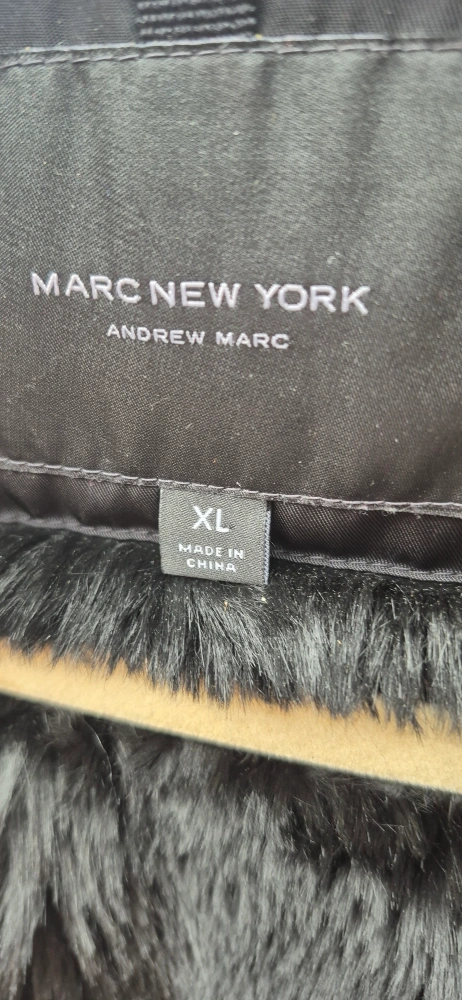 MARC NEW YORK
ANDREW MARC
XL
MADE IN
CHINA